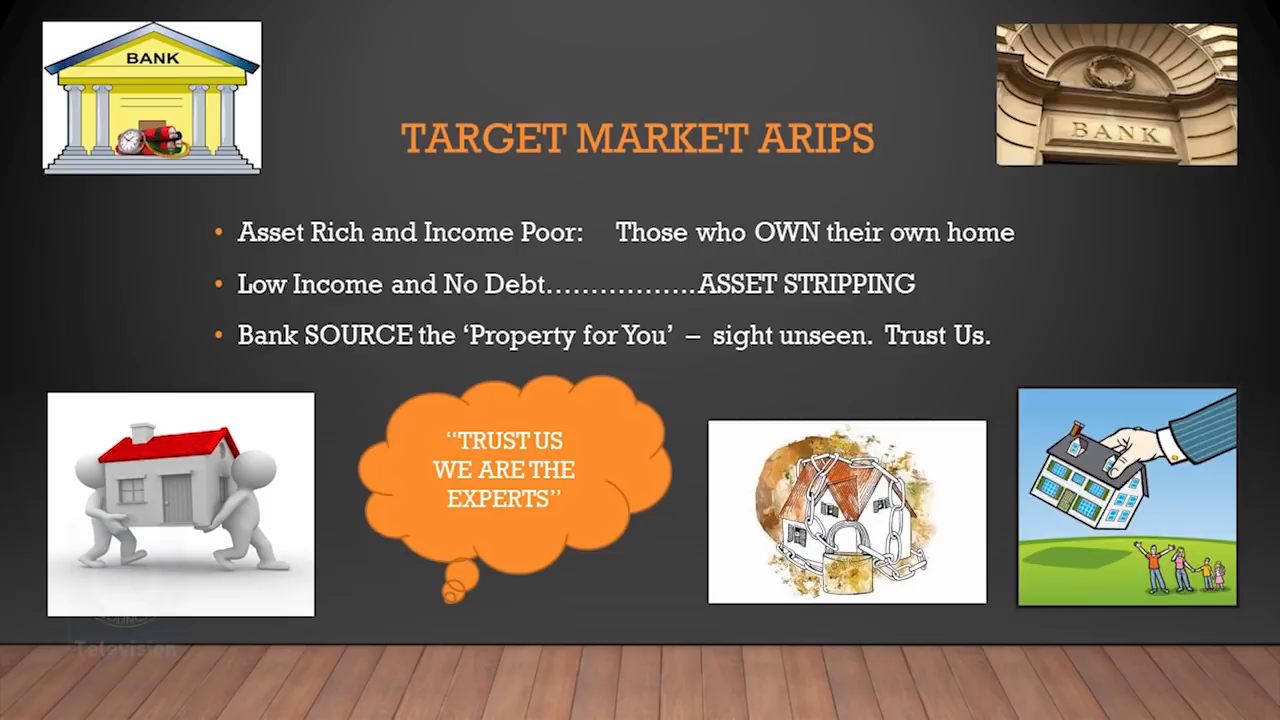 BANK
BANK
TARGET MARKET ARIPS
• Asset Rich and Income Poor: Those who OWN their own home
• Low Income and No Debt……………..ASSET STRIPPING
• Bank SOURCE the ‘Property for You’ – sight unseen. Trust Us.
“TRUST US
WE ARE THE
EXPERTS”
Television